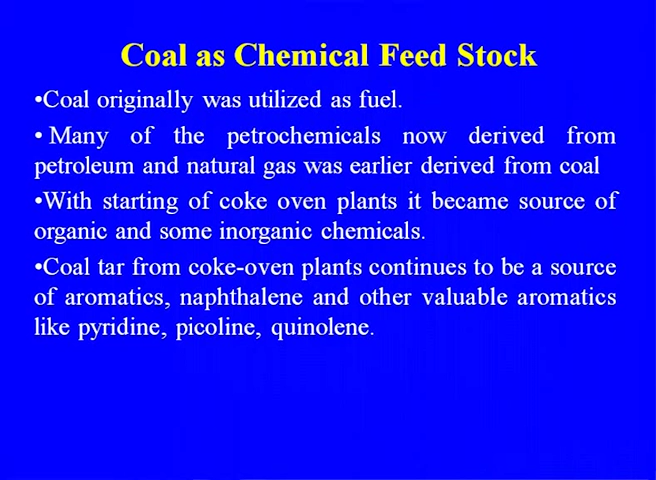 Coal as Chemical Feed Stock
•Coal originally was utilized as fuel.
• Many of the petrochemicals now derived from
petroleum and natural gas was earlier derived from coal
•With starting of coke oven plants it became source of
organic and some inorganic chemicals.
•Coal tar from coke-oven plants continues to be a source
of aromatics, naphthalene and other valuable aromatics
like pyridine, picoline, quinolene.